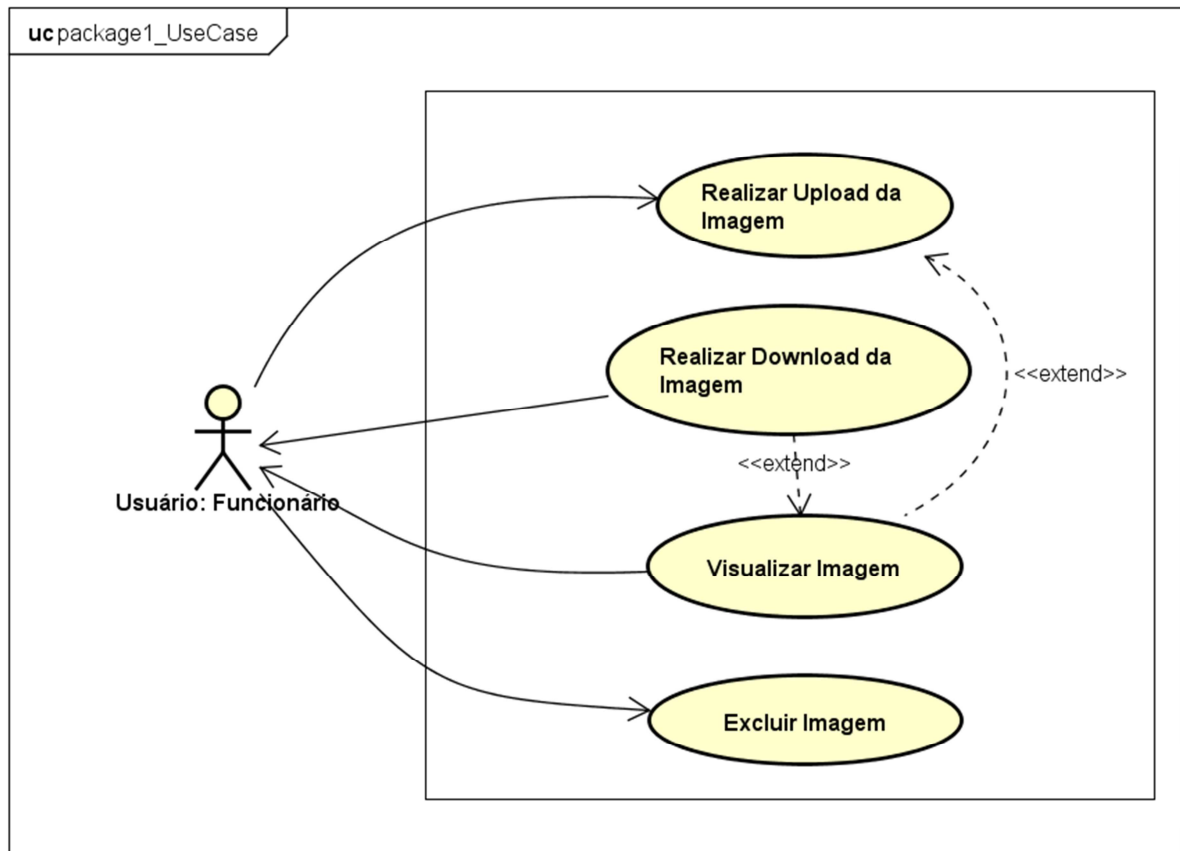 uc package1_UseCase
Realizar Upload da
Imagem
Realizar Download da
Imagem
<<extend>>
<<extend>>
Usuário: Funcionário
Visualizar Imagem
Excluir Imagem